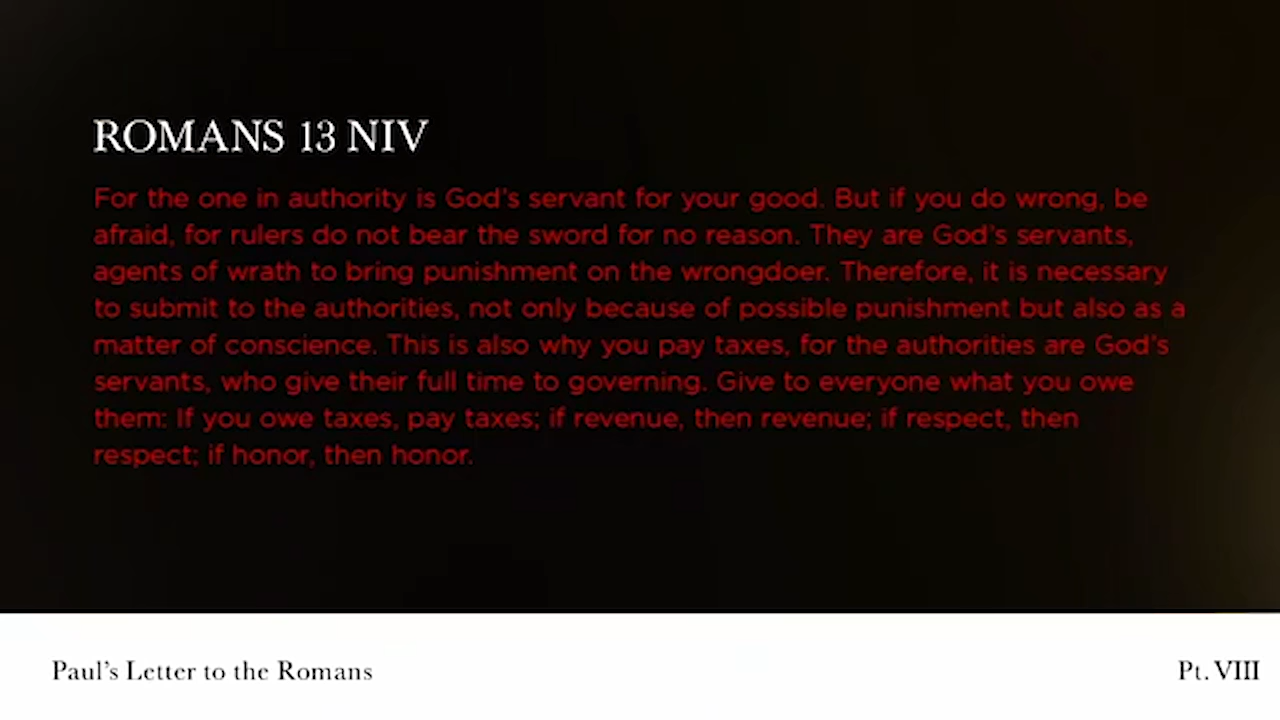 ROMANS 13 NIV
For the one in authority is God's servant for your good. But if you do wrong, be
afraid, for rulers do not bear the sword for no reason. They are God's servants,
agents of wrath to bring punishment on the wrongdoer. Therefore, it is necessary
to submit to the authorities, not only because of possible punishment but also as a
matter of conscience. This is also why you pay taxes, for the authorities are God's
servants, who give their full time to governing. Give to everyone what you owe
them: If you owe taxes, pay taxes; if revenue, then revenue; if respect, then
respect; if honor, then honor.
Paul's Letter to the Romans
Pt. VIII